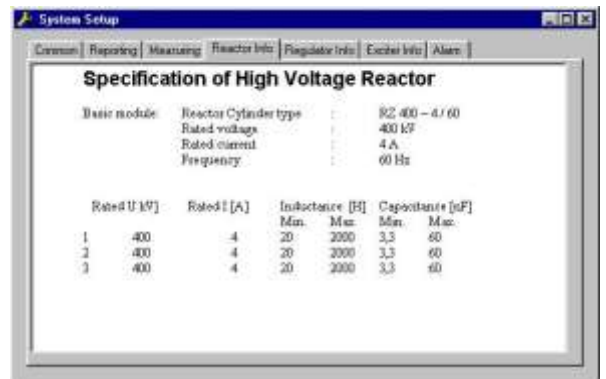 System Setup
Common Reporting Measuring Reactor Info Regulator Info Exciter Info Alarm
Specification of High Voltage Reactor
Basic module Reactor Cylinder type : RZ 400 – 4 / 60
Rated voltage : 400 kV
Rated current : 4 A
Frequency : 60 Hz
Rated U kV] Rated I [A] Inductance [H] Capacitance [nF]
Min. Max. Min. Max.
1 400 4 20 2000 3,3 60
2 400 4 20 2000 3,3 60
3 400 4 20 2000 3,3 60